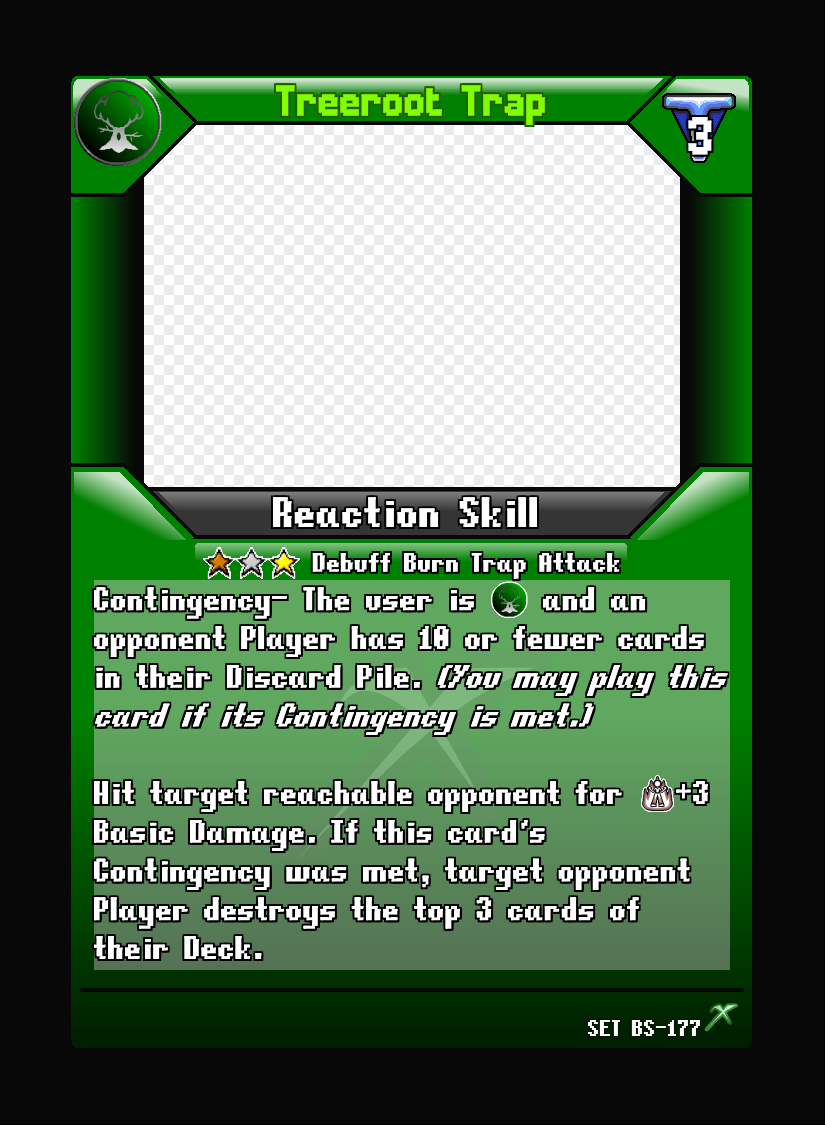 Treeroot Trap
3
Reaction Skill
Debuff Burn Trap Attack
Contingency- The user is and an
opponent Player has 10 or fewer cards
in their Discard Pile. (You may play this
card if its Contingency is met.)
Hit target reachable opponent for +3
Basic Damage. If this card's
Contingency was met, target opponent
Player destroys the top 3 cards of
their Deck.
SET BS-177